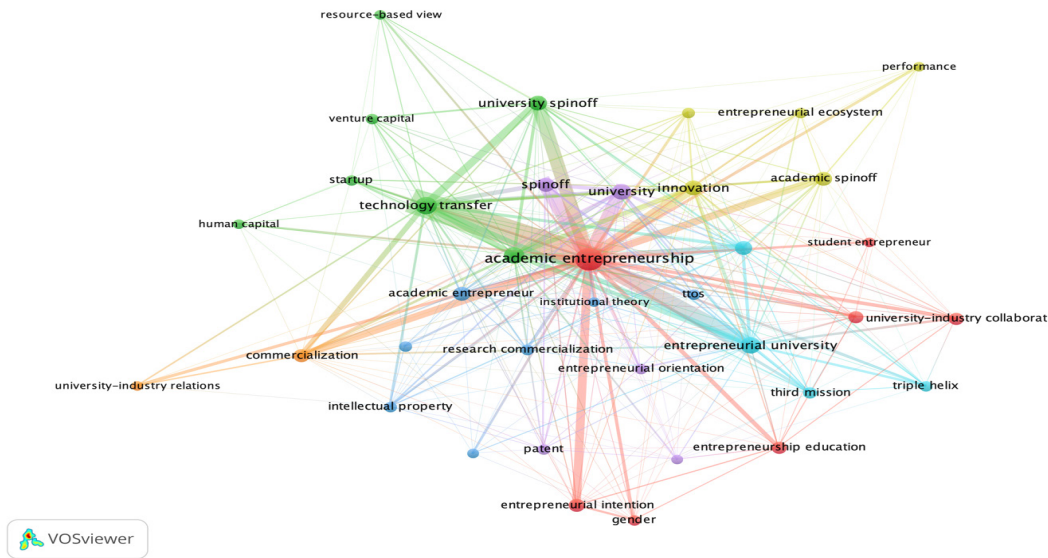 resource-based view
performance
university spinoff
entrepreneurial ecosystem
venture capital
startup
spinoff
university
innovation
academic spinoff
technology transfer
human capital
student entrepreneur
academic entrepreneurship
academic entrepreneur
ttos
institutional theory
university-industry collaborat
entrepreneurial university
commercialization
research commercialization
entrepreneurial orientation
university-industry relations
triple helix
third mission
intellectual property
patent
entrepreneurship education
entrepreneurial intention
gender
VOSviewer